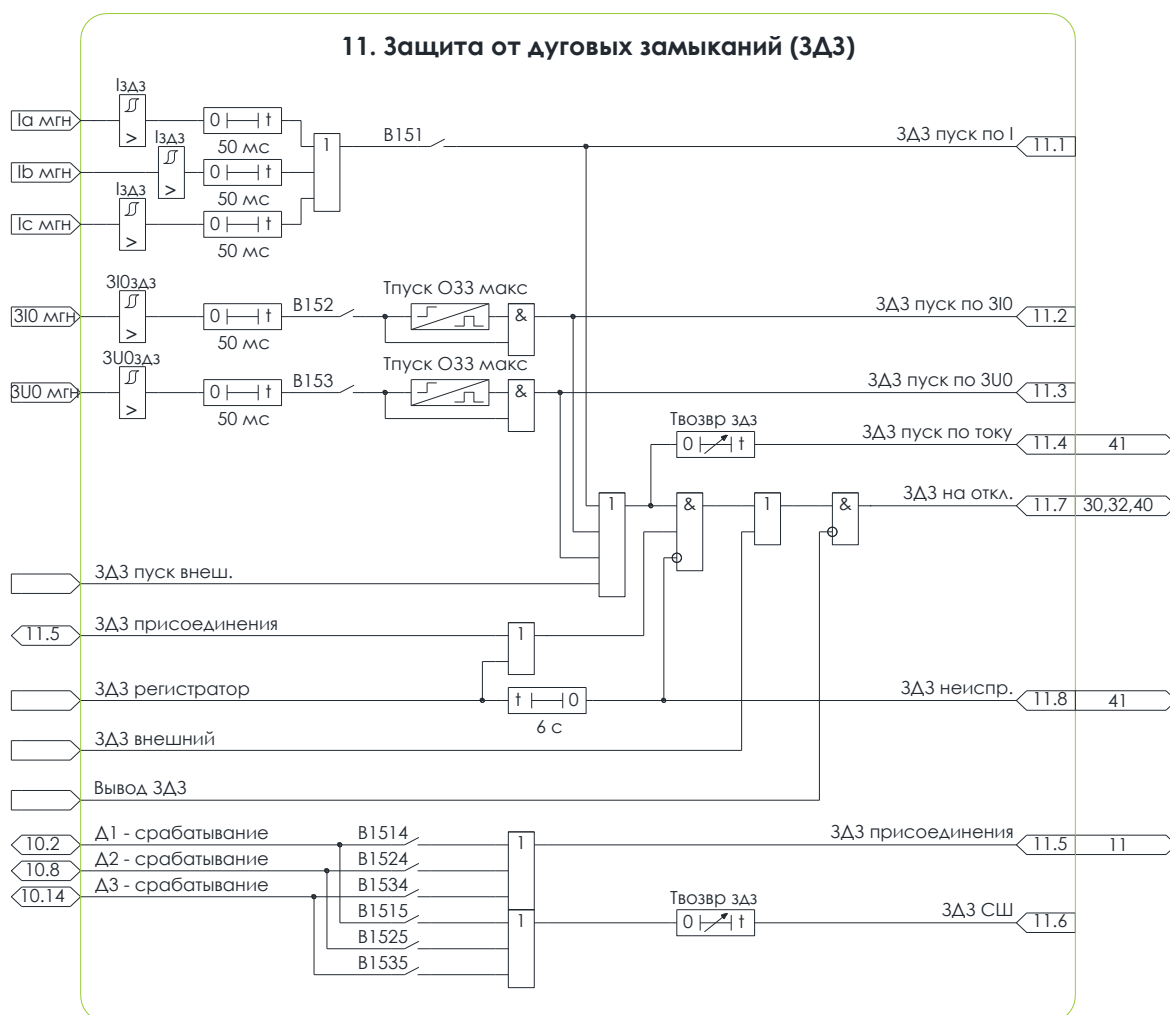 11. Защита от дуговых замыканий (ЗДЗ)
Iздз
Iа мгн
>
0 t
50 мс
1
В151
ЗДЗ пуск по I
11.1
Iздз
Ib мгн
>
0 t
50 мс
Iздз
Iс мгн
>
0 t
50 мс
3I0здз
3I0 мгн
>
0 t
50 мс
В152
Тпуск ОЗЗ макс
&
ЗДЗ пуск по 3I0
11.2
3U0здз
3U0 мгн
>
0 t
50 мс
В153
Тпуск ОЗЗ макс
&
ЗДЗ пуск по 3U0
11.3
Твозвр здз
0 t
ЗДЗ пуск по току
11.4 41
1
&
1
&
ЗДЗ на откл.
11.7 30,32,40
ЗДЗ пуск внеш.
11.5
ЗДЗ присоединения
1
ЗДЗ регистратор
t 0
6 с
ЗДЗ неиспр.
11.8 41
ЗДЗ внешний
Вывод ЗДЗ
10.2
Д1 - срабатывание
В1514
1
ЗДЗ присоединения
11.5 11
10.8
Д2 - срабатывание
В1524
10.14
Д3 - срабатывание
В1534
В1515
1
Твозвр здз
0 t
ЗДЗ СШ
11.6
В1525
В1535